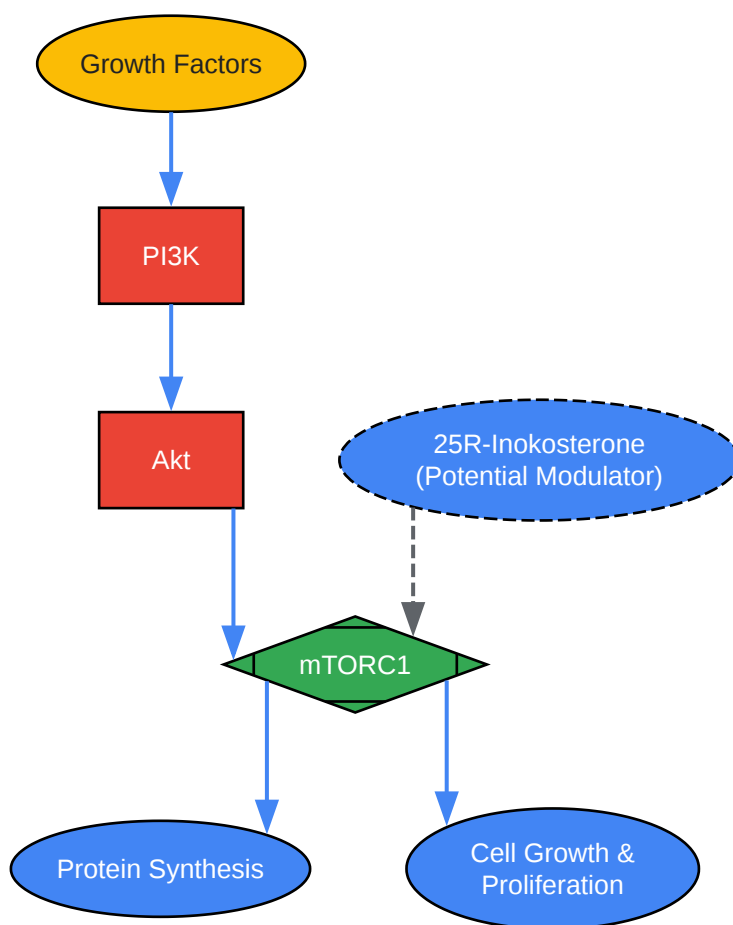 Growth Factors
PI3K
Akt
25R-Inokosterone
(Potential Modulator)
mTORC1
Protein Synthesis
Cell Growth &
Proliferation